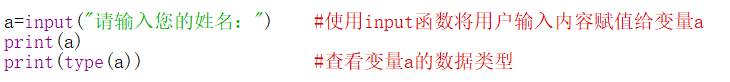 a=input("请输入您的姓名：")    #使用input函数将用户输入内容赋值给变量a
print(a)
print(type(a))    #查看变量a的数据类型